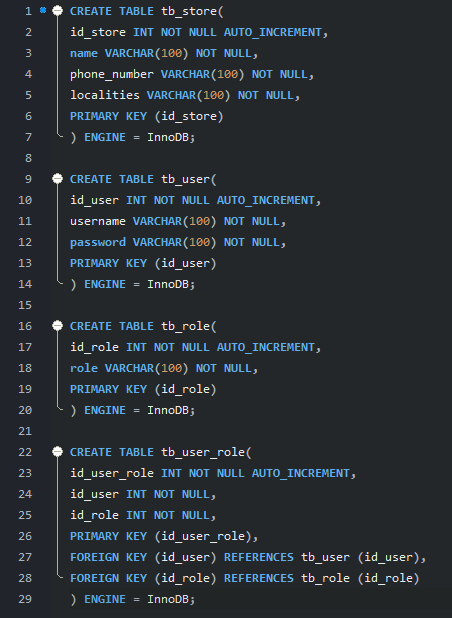 1 CREATE TABLE tb_store(
2 id_store INT NOT NULL AUTO_INCREMENT,
3 name VARCHAR(100) NOT NULL,
4 phone_number VARCHAR(100) NOT NULL,
5 localities VARCHAR(100) NOT NULL,
6 PRIMARY KEY (id_store)
7 ) ENGINE = InnoDB;
8
9 CREATE TABLE tb_user(
10 id_user INT NOT NULL AUTO_INCREMENT,
11 username VARCHAR(100) NOT NULL,
12 password VARCHAR(100) NOT NULL,
13 PRIMARY KEY (id_user)
14 ) ENGINE = InnoDB;
15
16 CREATE TABLE tb_role(
17 id_role INT NOT NULL AUTO_INCREMENT,
18 role VARCHAR(100) NOT NULL,
19 PRIMARY KEY (id_role)
20 ) ENGINE = InnoDB;
21
22 CREATE TABLE tb_user_role(
23 id_user_role INT NOT NULL AUTO_INCREMENT,
24 id_user INT NOT NULL,
25 id_role INT NOT NULL,
26 PRIMARY KEY (id_user_role),
27 FOREIGN KEY (id_user) REFERENCES tb_user (id_user),
28 FOREIGN KEY (id_role) REFERENCES tb_role (id_role)
29 ) ENGINE = InnoDB;